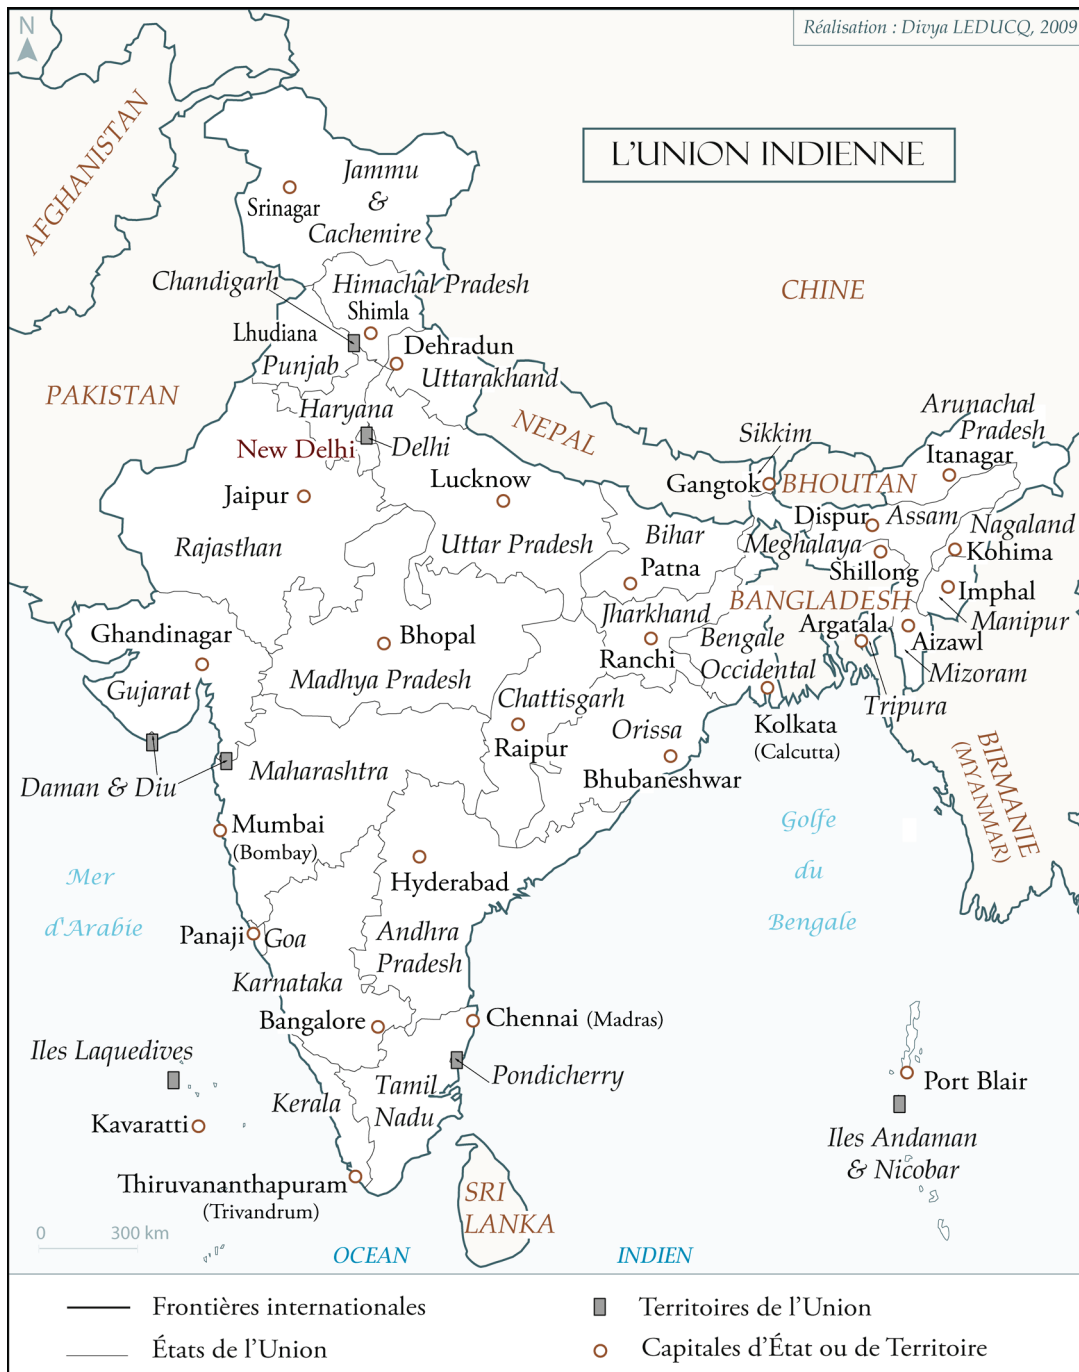 N
Réalisation : Divya LEDUCQ, 2009
L'UNION INDIENNE
AFGHANISTAN
Jammu
&
Cachemire
Srinagar
Chandigarh
Himachal Pradesh
Shimla
CHINE
Lhudiana
Dehradun
Punjab
Uttarakhand
PAKISTAN
Haryana
NEPAL
Arunachal
Pradesh
Sikkim
New Delhi
Delhi
Itanagar
Lucknow
Gangtok
BHOUTAN
Jaipur
Dispur
Assam
Nagaland
Rajasthan
Uttar Pradesh
Bihar
Meghalaya
Kohima
Patna
Shillong
BANGLADESH
Imphal
Jharkhand
Argatala
Manipur
Ghandinagar
Bhopal
Bengale
Occidental
Aizawl
Ranchi
Mizoram
Gujarat
Madhya Pradesh
Chattisgarh
Tripura
Orissa
Kolkata
(Calcutta)
Raipur
Maharashtra
Bhubaneshwar
Daman & Diu
BIRMANIE
(MYANMAR)
Mumbai
(Bombay)
Golfe
du
Bengale
Mer
d'Arabie
Hyderabad
Panaji
Goa
Andhra
Pradesh
Karnataka
Bangalore
Chennai (Madras)
Iles Laquedives
Pondicherry
Port Blair
Tamil
Nadu
Kerala
Kavaratti
Iles Andaman
& Nicobar
Thiruvananthapuram
(Trivandrum)
SRI
LANKA
0 300 km
OCEAN INDIEN
Frontières internationales
Territoires de l'Union
États de l'Union
Capitales d'État ou de Territoire